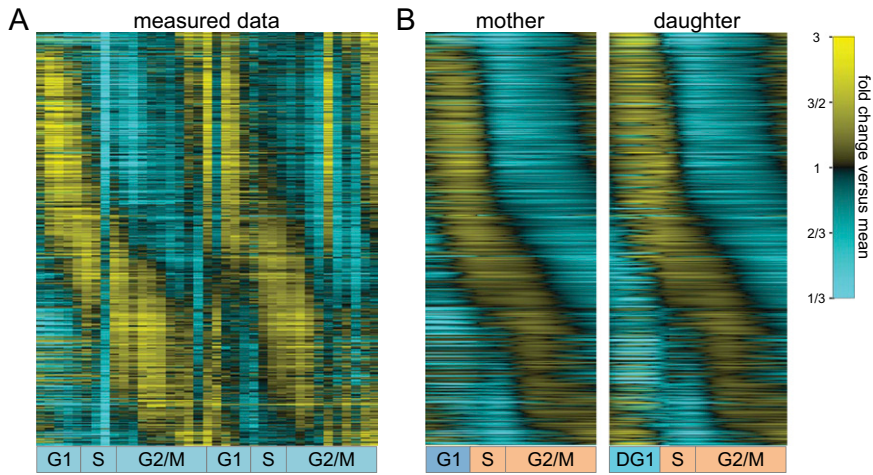 A
measured data
B
mother
daughter
3
3/2
1
2/3
1/3
fold change versus mean
G1 S G2/M G1 S G2/M
G1 S G2/M
DG1 S G2/M